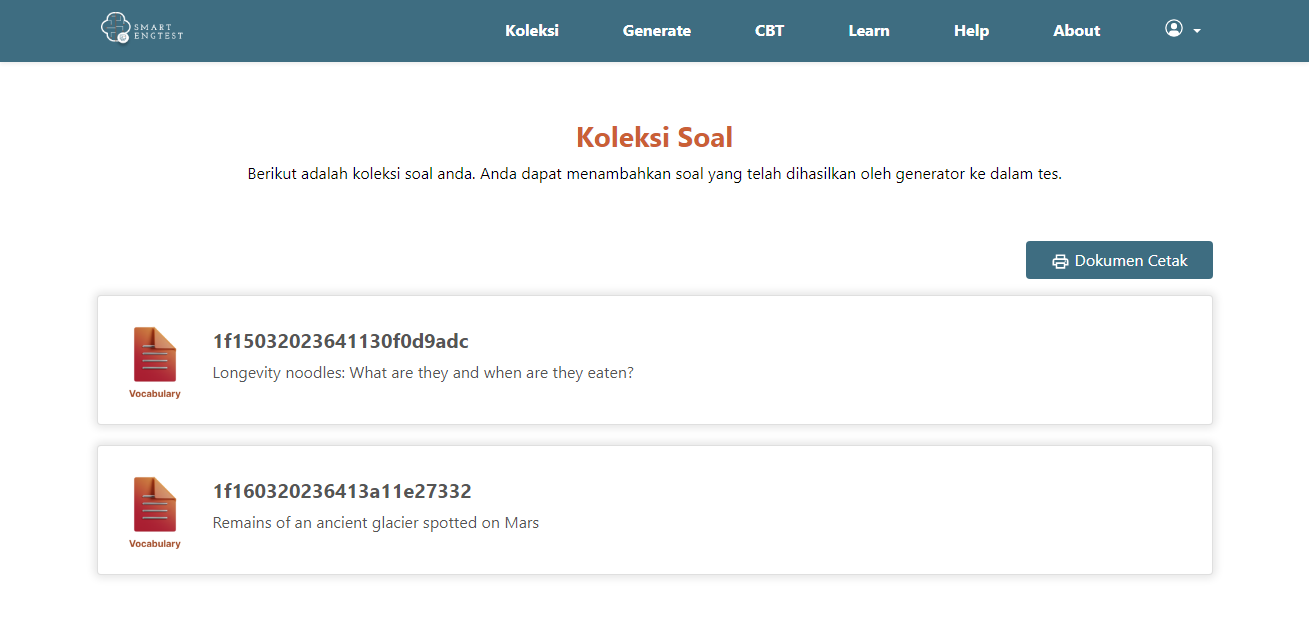 SMART
ENGTEST
Koleksi
Generate
CBT
Learn
Help
About
Koleksi Soal
Berikut adalah koleksi soal anda. Anda dapat menambahkan soal yang telah dihasilkan oleh generator ke dalam tes.
Dokumen Cetak
1f15032023641130f0d9adc
Longevity noodles: What are they and when are they eaten?
Vocabulary
1f160320236413a11e27332
Remains of an ancient glacier spotted on Mars
Vocabulary